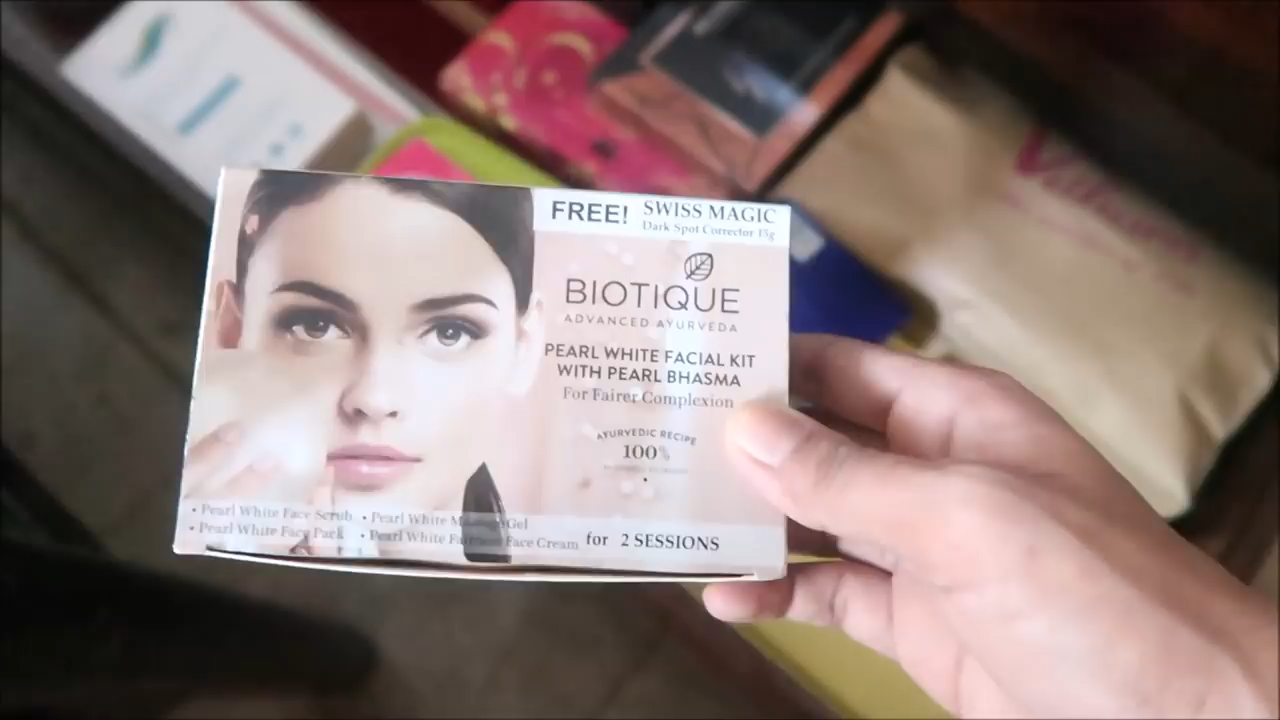 FREE! SWISS MAGIC
Dark Spot Corrector 15g
BIOTIQUE
ADVANCED AYURVEDA
PEARL WHITE FACIAL KIT
WITH PEARL BHASMA
For Fairer Complexion
AYURVEDIC RECIPE
100%
• Pearl White Face Scrub • Pearl White Gel
• Pearl White Face Pack • Pearl White Face Cream
for 2 SESSIONS